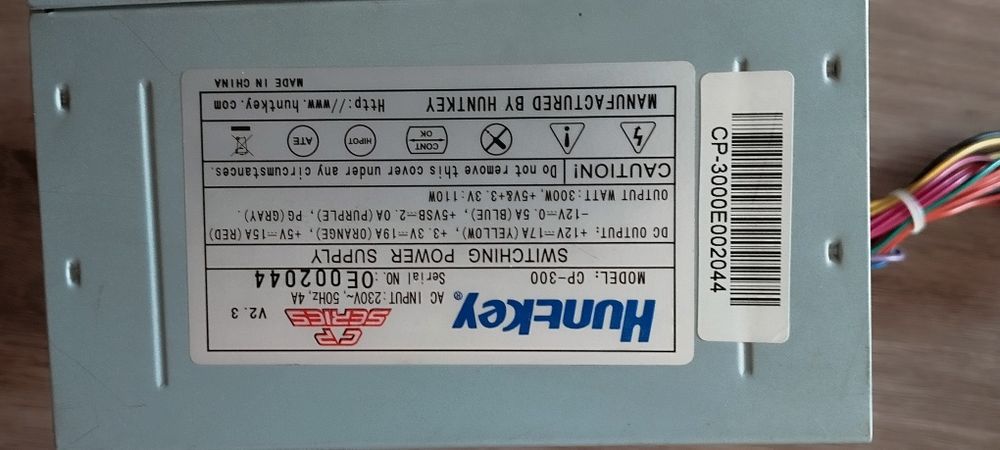 Huntkey®
CP
SERIES
V2.3
AC INPUT:230V~, 50Hz,4A
MODEL: CP-300
Serial NO.:0E002044
SWITCHING POWER SUPPLY
DC OUTPUT: +12V⎓17A(YELLOW), +3.3V⎓19A(ORANGE), +5V⎓15A(RED)
-12V⎓0.5A(BLUE), +5VSB⎓2.0A(PURPLE), PG(GRAY).
OUTPUT WATT:300W, +5V&+3.3V:110W
CAUTION! Do not remove this cover under any circumstances.
CONT
OK
HIPOT
ATE
MANUFACTURED BY HUNTKEY Http://www.huntkey.com
MADE IN CHINA
CP-3000E002044